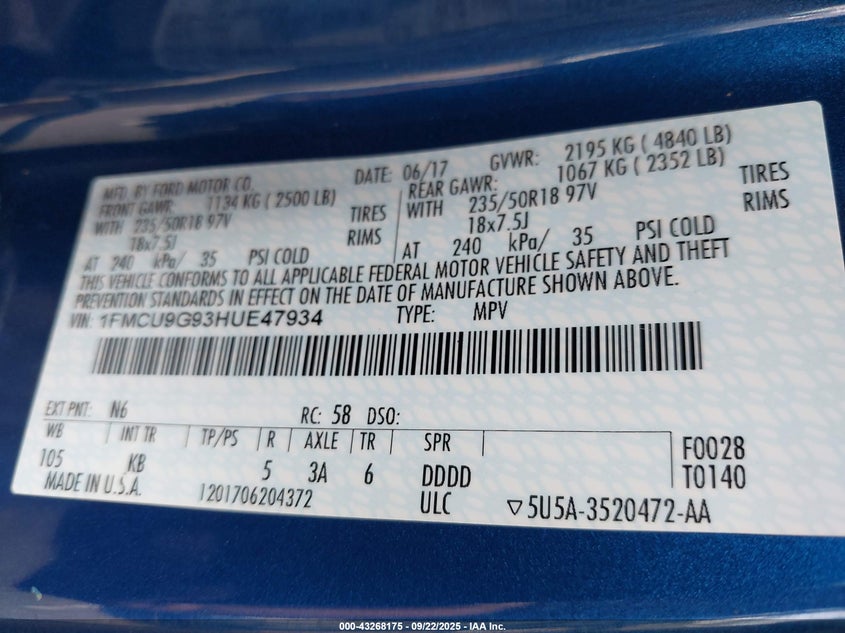 MFD. BY FORD MOTOR CO. DATE: 06/17 GVWR: 2195 KG ( 4840 LB)
FRONT GAWR: 1134 KG ( 2500 LB) REAR GAWR: 1067 KG ( 2352 LB)
WITH 235/50R18 97V TIRES WITH 235/50R18 97V TIRES
18x7.5J RIMS 18x7.5J RIMS
AT 240 kPa/ 35 PSI COLD AT 240 kPa/ 35 PSI COLD
THIS VEHICLE CONFORMS TO ALL APPLICABLE FEDERAL MOTOR VEHICLE SAFETY AND THEFT
PREVENTION STANDARDS IN EFFECT ON THE DATE OF MANUFACTURE SHOWN ABOVE.
VIN: 1FMCU9G93HUE47934 TYPE: MPV
EXT PNT: N6 RC: 58 DSO:
WB INT TR TP/PS R AXLE TR SPR F0028
105 KB 5 3A 6 DDDD T0140
MADE IN U.S.A. 1201706204372 ULC ▽5U5A-3520472-AA
000-43268175 - 09/22/2025 - IAA Inc.